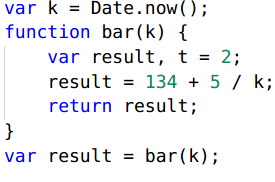 var k = Date.now();
function bar(k) {
    var result, t = 2;
    result = 134 + 5 / k;
    return result;
}
var result = bar(k);